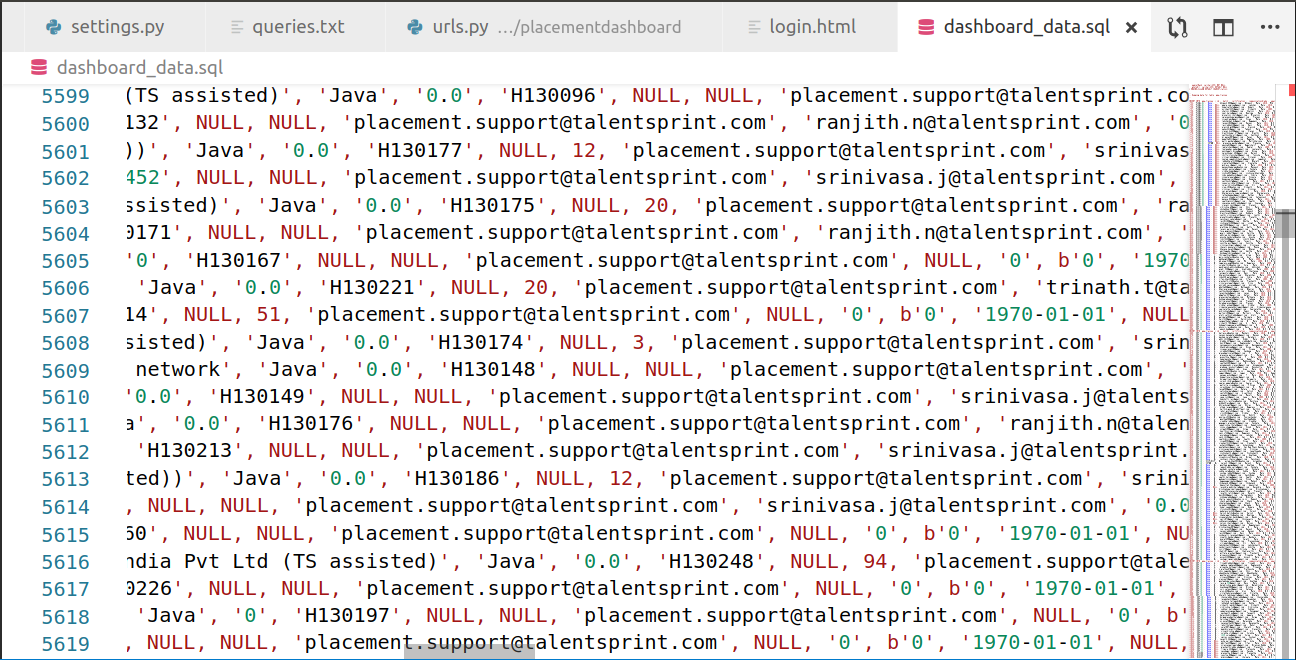 settings.py queries.txt urls.py .../placementdashboard login.html dashboard_data.sql
dashboard_data.sql
5599 (TS assisted)', 'Java', '0.0', 'H130096', NULL, NULL, 'placement.support@talentsprint.co
5600 132', NULL, NULL, 'placement.support@talentsprint.com', 'ranjith.n@talentsprint.com', '0
5601 ))', 'Java', '0.0', 'H130177', NULL, 12, 'placement.support@talentsprint.com', 'srinivas
5602 452', NULL, NULL, 'placement.support@talentsprint.com', 'srinivasa.j@talentsprint.com',
5603 ssisted)', 'Java', '0.0', 'H130175', NULL, 20, 'placement.support@talentsprint.com', 'ra
5604 0171', NULL, NULL, 'placement.support@talentsprint.com', 'ranjith.n@talentsprint.com', '
5605 '0', 'H130167', NULL, NULL, 'placement.support@talentsprint.com', NULL, '0', b'0', '1970
5606 'Java', '0.0', 'H130221', NULL, 20, 'placement.support@talentsprint.com', 'trinath.t@ta
5607 14', NULL, 51, 'placement.support@talentsprint.com', NULL, '0', b'0', '1970-01-01', NULL
5608 sisted)', 'Java', '0.0', 'H130174', NULL, 3, 'placement.support@talentsprint.com', 'srin
5609 network', 'Java', '0.0', 'H130148', NULL, NULL, 'placement.support@talentsprint.com', '
5610 '0.0', 'H130149', NULL, NULL, 'placement.support@talentsprint.com', 'srinivasa.j@talents
5611 a', '0.0', 'H130176', NULL, NULL, 'placement.support@talentsprint.com', 'ranjith.n@talen
5612 'H130213', NULL, NULL, 'placement.support@talentsprint.com', 'srinivasa.j@talentsprint.
5613 ted))', 'Java', '0.0', 'H130186', NULL, 12, 'placement.support@talentsprint.com', 'srini
5614 , NULL, NULL, 'placement.support@talentsprint.com', 'srinivasa.j@talentsprint.com', '0.0
5615 60', NULL, NULL, 'placement.support@talentsprint.com', NULL, '0', b'0', '1970-01-01', NU
5616 ndia Pvt Ltd (TS assisted)', 'Java', '0.0', 'H130248', NULL, 94, 'placement.support@tale
5617 0226', NULL, NULL, 'placement.support@talentsprint.com', NULL, '0', b'0', '1970-01-01',
5618 'Java', '0', 'H130197', NULL, NULL, 'placement.support@talentsprint.com', NULL, '0', b'
5619 , NULL, NULL, 'placement.support@talentsprint.com', NULL, '0', b'0', '1970-01-01', NULL,